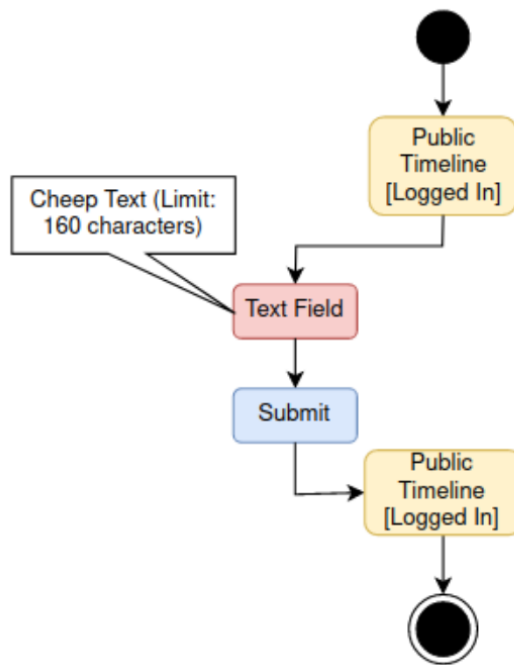 Public
Timeline
[Logged In]
Cheep Text (Limit:
160 characters)
Text Field
Submit
Public
Timeline
[Logged In]